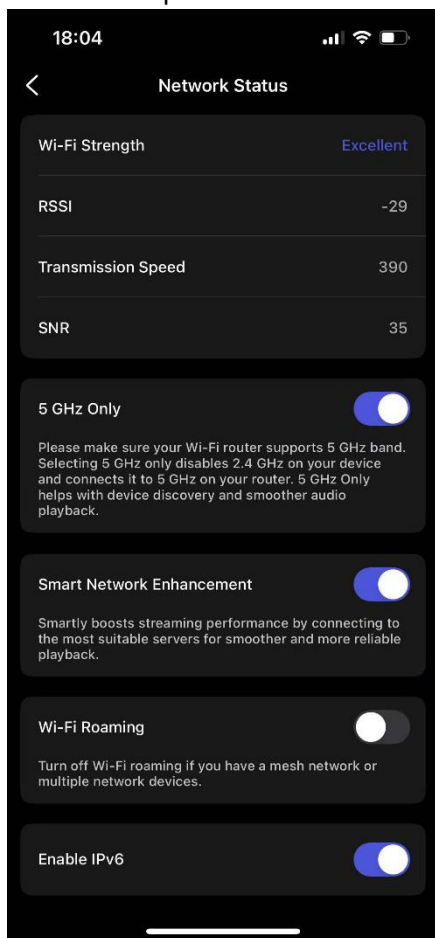 18:04
Network Status
Wi-Fi Strength Excellent
RSSI -29
Transmission Speed 390
SNR 35
5 GHz Only
Please make sure your Wi-Fi router supports 5 GHz band.
Selecting 5 GHz only disables 2.4 GHz on your device
and connects it to 5 GHz on your router. 5 GHz Only
helps with device discovery and smoother audio
playback.
Smart Network Enhancement
Smartly boosts streaming performance by connecting to
the most suitable servers for smoother and more reliable
playback.
Wi-Fi Roaming
Turn off Wi-Fi roaming if you have a mesh network or
multiple network devices.
Enable IPv6